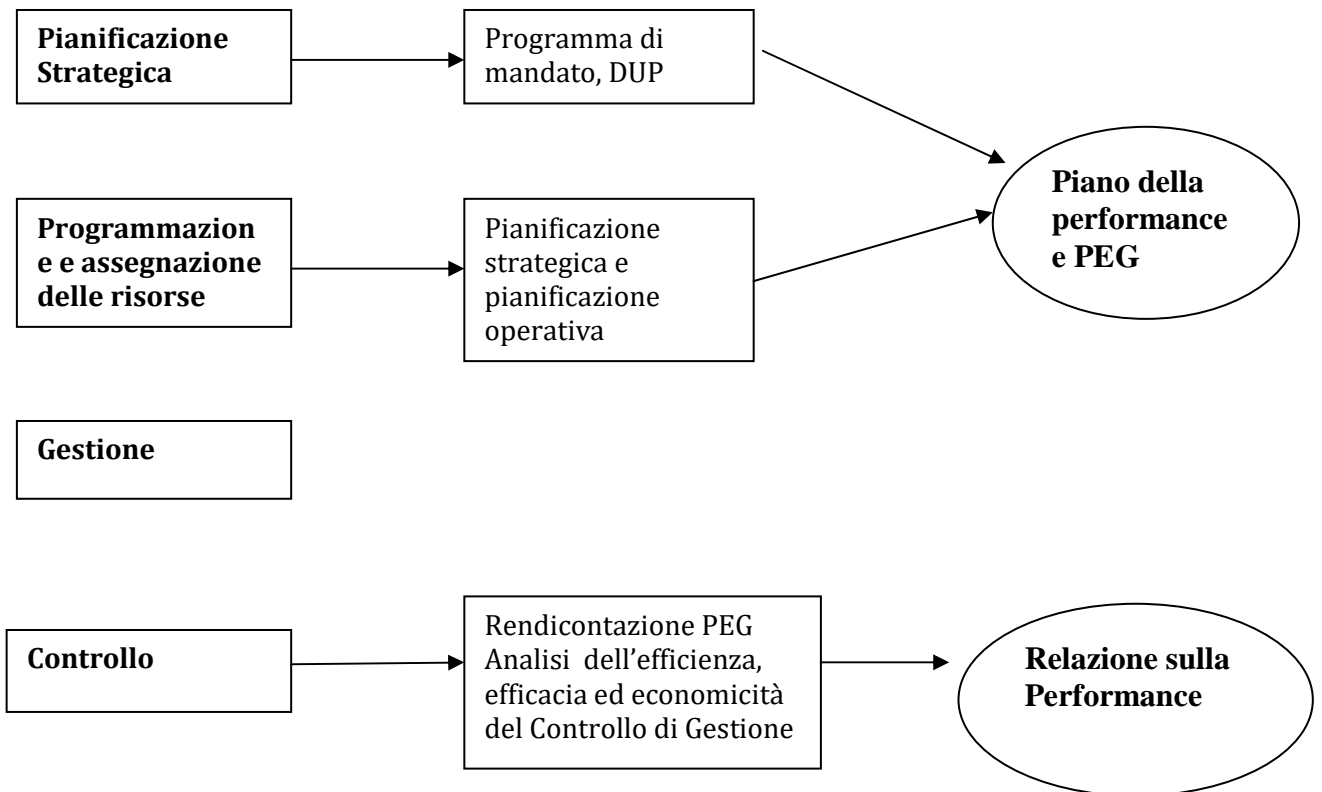 Pianificazione
Strategica
Programma di
mandato, DUP
Piano della
performance
e PEG
Programmazion
e e assegnazione
delle risorse
Pianificazione
strategica e
pianificazione
operativa
Gestione
Controllo
Rendicontazione PEG
Analisi  dell’efficienza,
efficacia ed economicità
del Controllo di Gestione
Relazione sulla
Performance